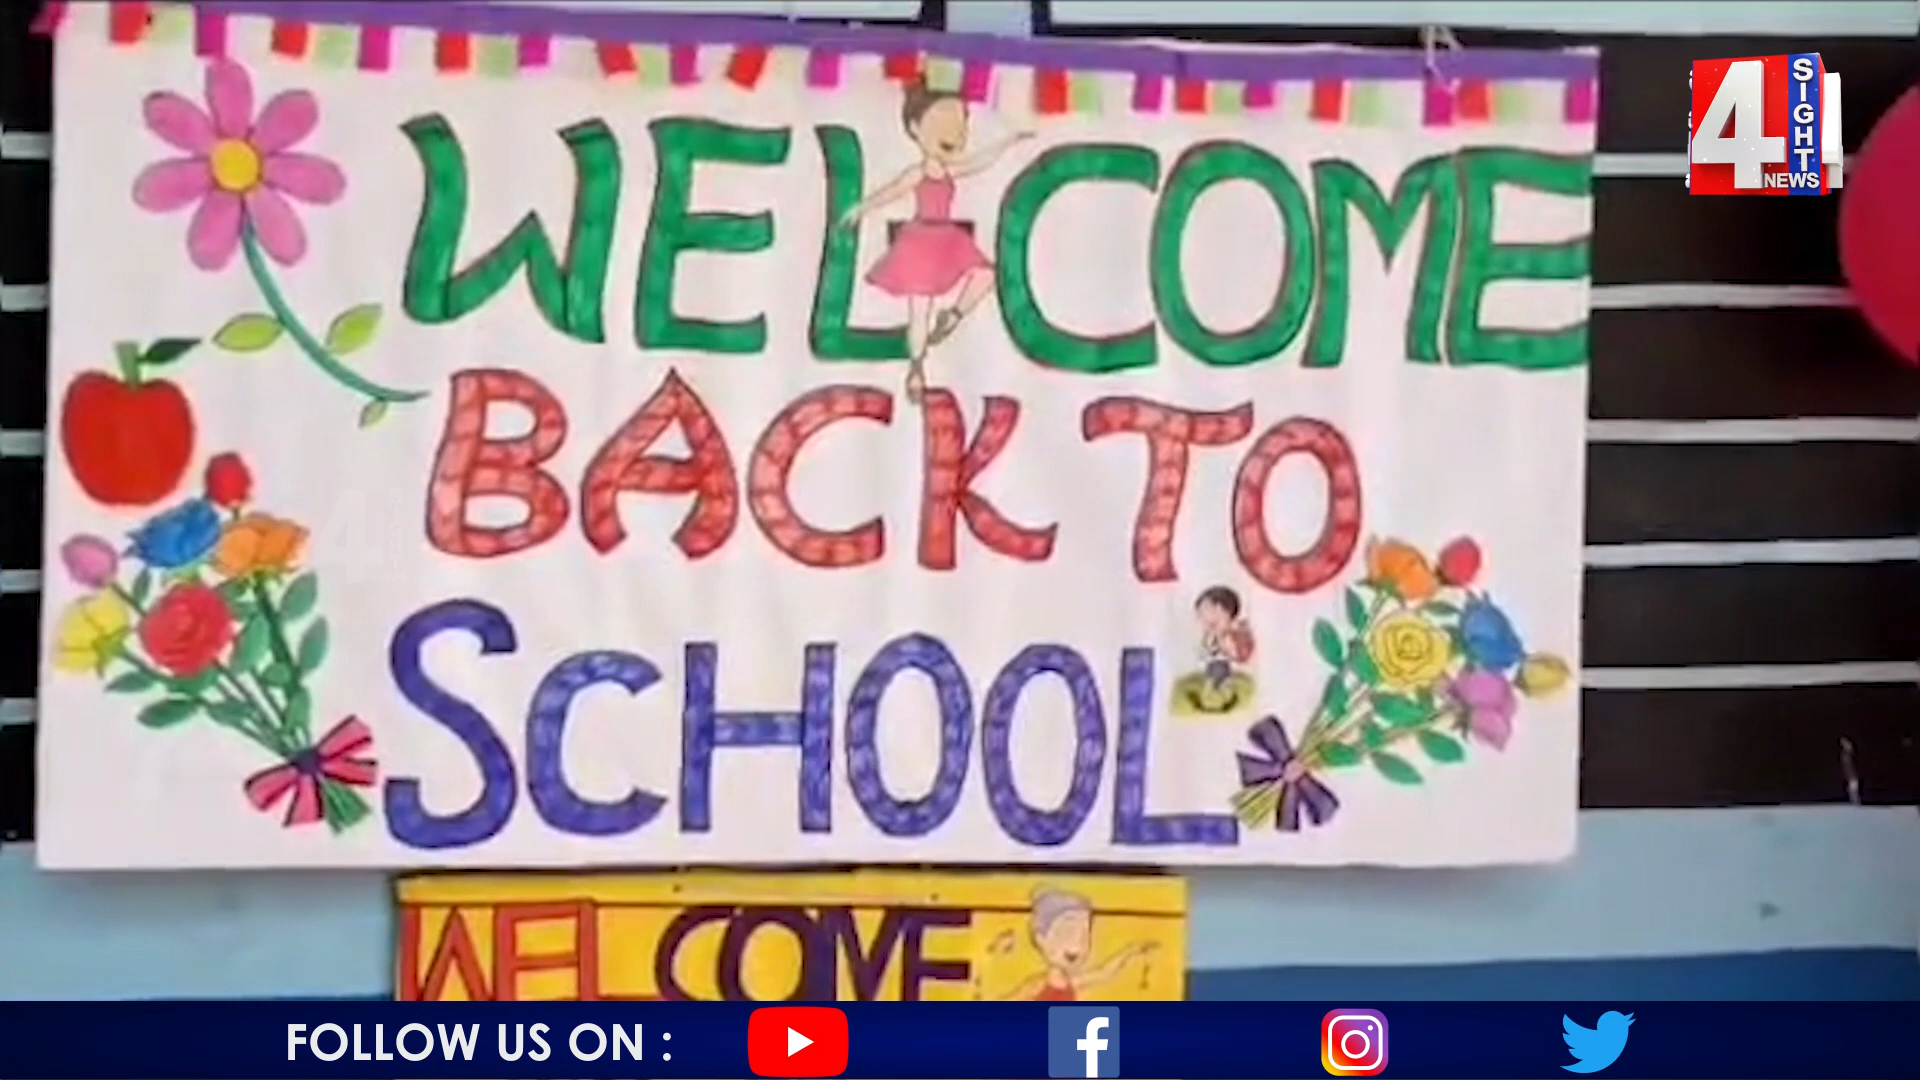 WELCOME
BACK TO
SCHOOL
WELCOME
4
SIGHT
NEWS
FOLLOW US ON :